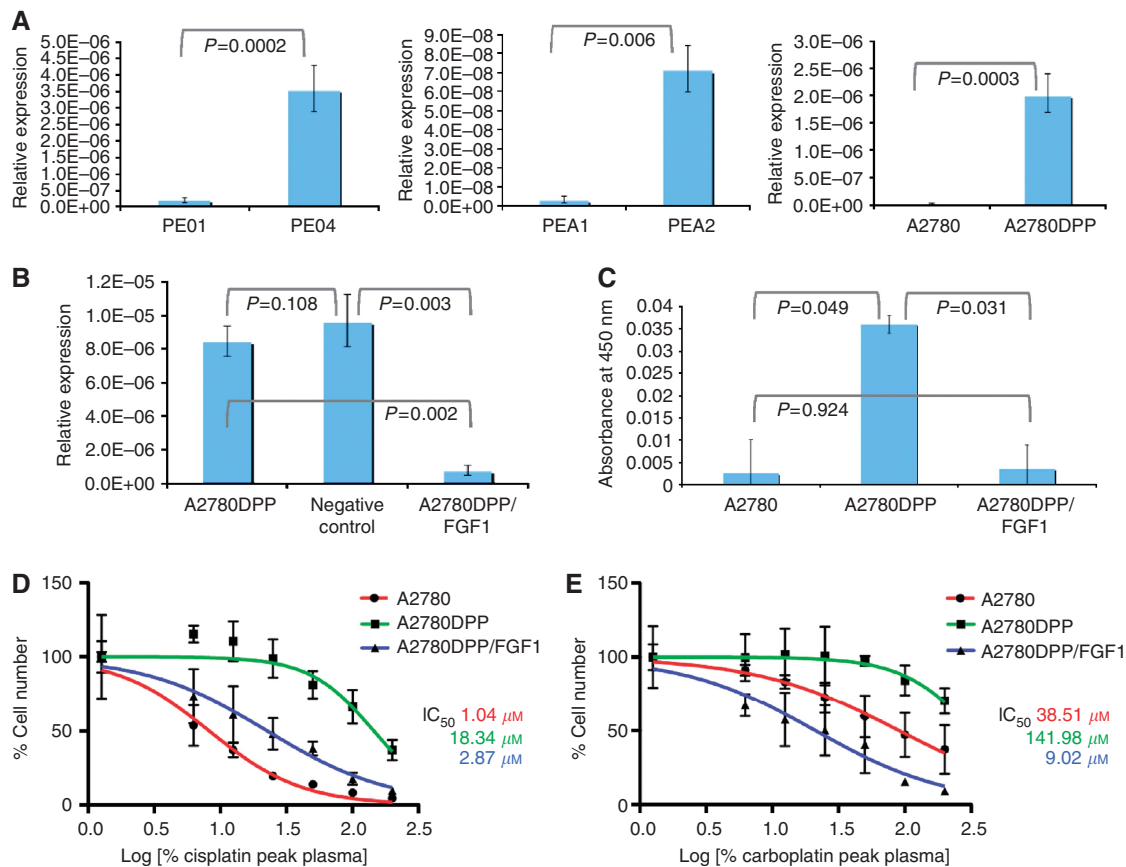 A
Relative expression
5.0E–06
4.5E–06
4.0E–06
3.5E–06
3.0E–06
2.5E–06
2.0E–06
1.5E–06
1.0E–06
5.0E–07
0.0E+00
P=0.0002
PE01 PE04
Relative expression
9.0E–08
8.0E–08
7.0E–08
6.0E–08
5.0E–08
4.0E–08
3.0E–08
2.0E–08
1.0E–08
0.0E+00
P=0.006
PEA1 PEA2
Relative expression
3.0E–06
2.5E–06
2.0E–06
1.5E–06
1.0E–06
5.0E–07
0.0E+00
P=0.0003
A2780 A2780DPP
B
Relative expression
1.2E–05
1.0E–05
8.0E–06
6.0E–06
4.0E–06
2.0E–06
0.0E+00
P=0.108 P=0.003
P=0.002
A2780DPP Negative A2780DPP/
control FGF1
C
Absorbance at 450 nm
0.04
0.035
0.03
0.025
0.02
0.015
0.01
0.005
0
P=0.049 P=0.031
P=0.924
A2780 A2780DPP A2780DPP/
FGF1
D
% Cell number
150
100
50
0
A2780
A2780DPP
A2780DPP/FGF1
IC50 1.04 μM
18.34 μM
2.87 μM
0.0 0.5 1.0 1.5 2.0 2.5
Log [% cisplatin peak plasma]
E
% Cell number
150
100
50
0
A2780
A2780DPP
A2780DPP/FGF1
IC50 38.51 μM
141.98 μM
9.02 μM
0.0 0.5 1.0 1.5 2.0 2.5
Log [% carboplatin peak plasma]